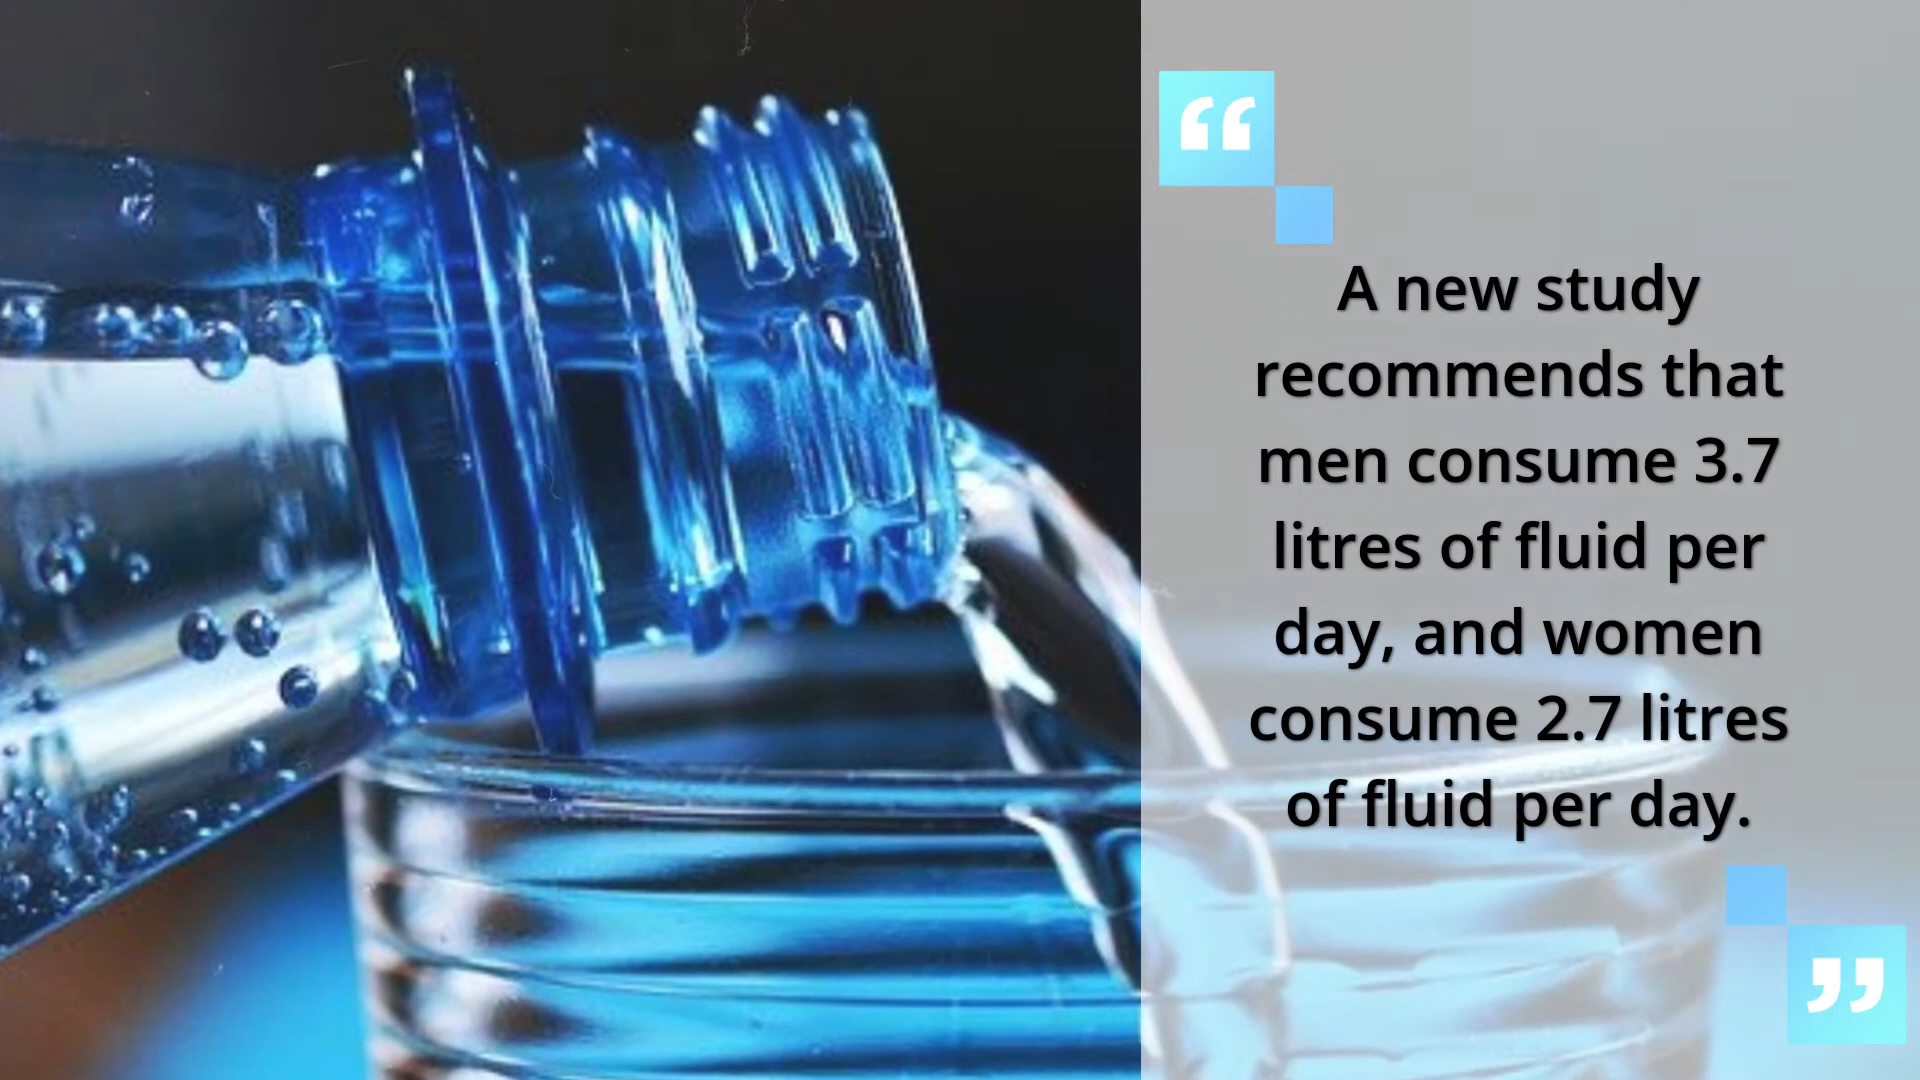 “
A new study
recommends that
men consume 3.7
litres of fluid per
day, and women
consume 2.7 litres
of fluid per day.
”